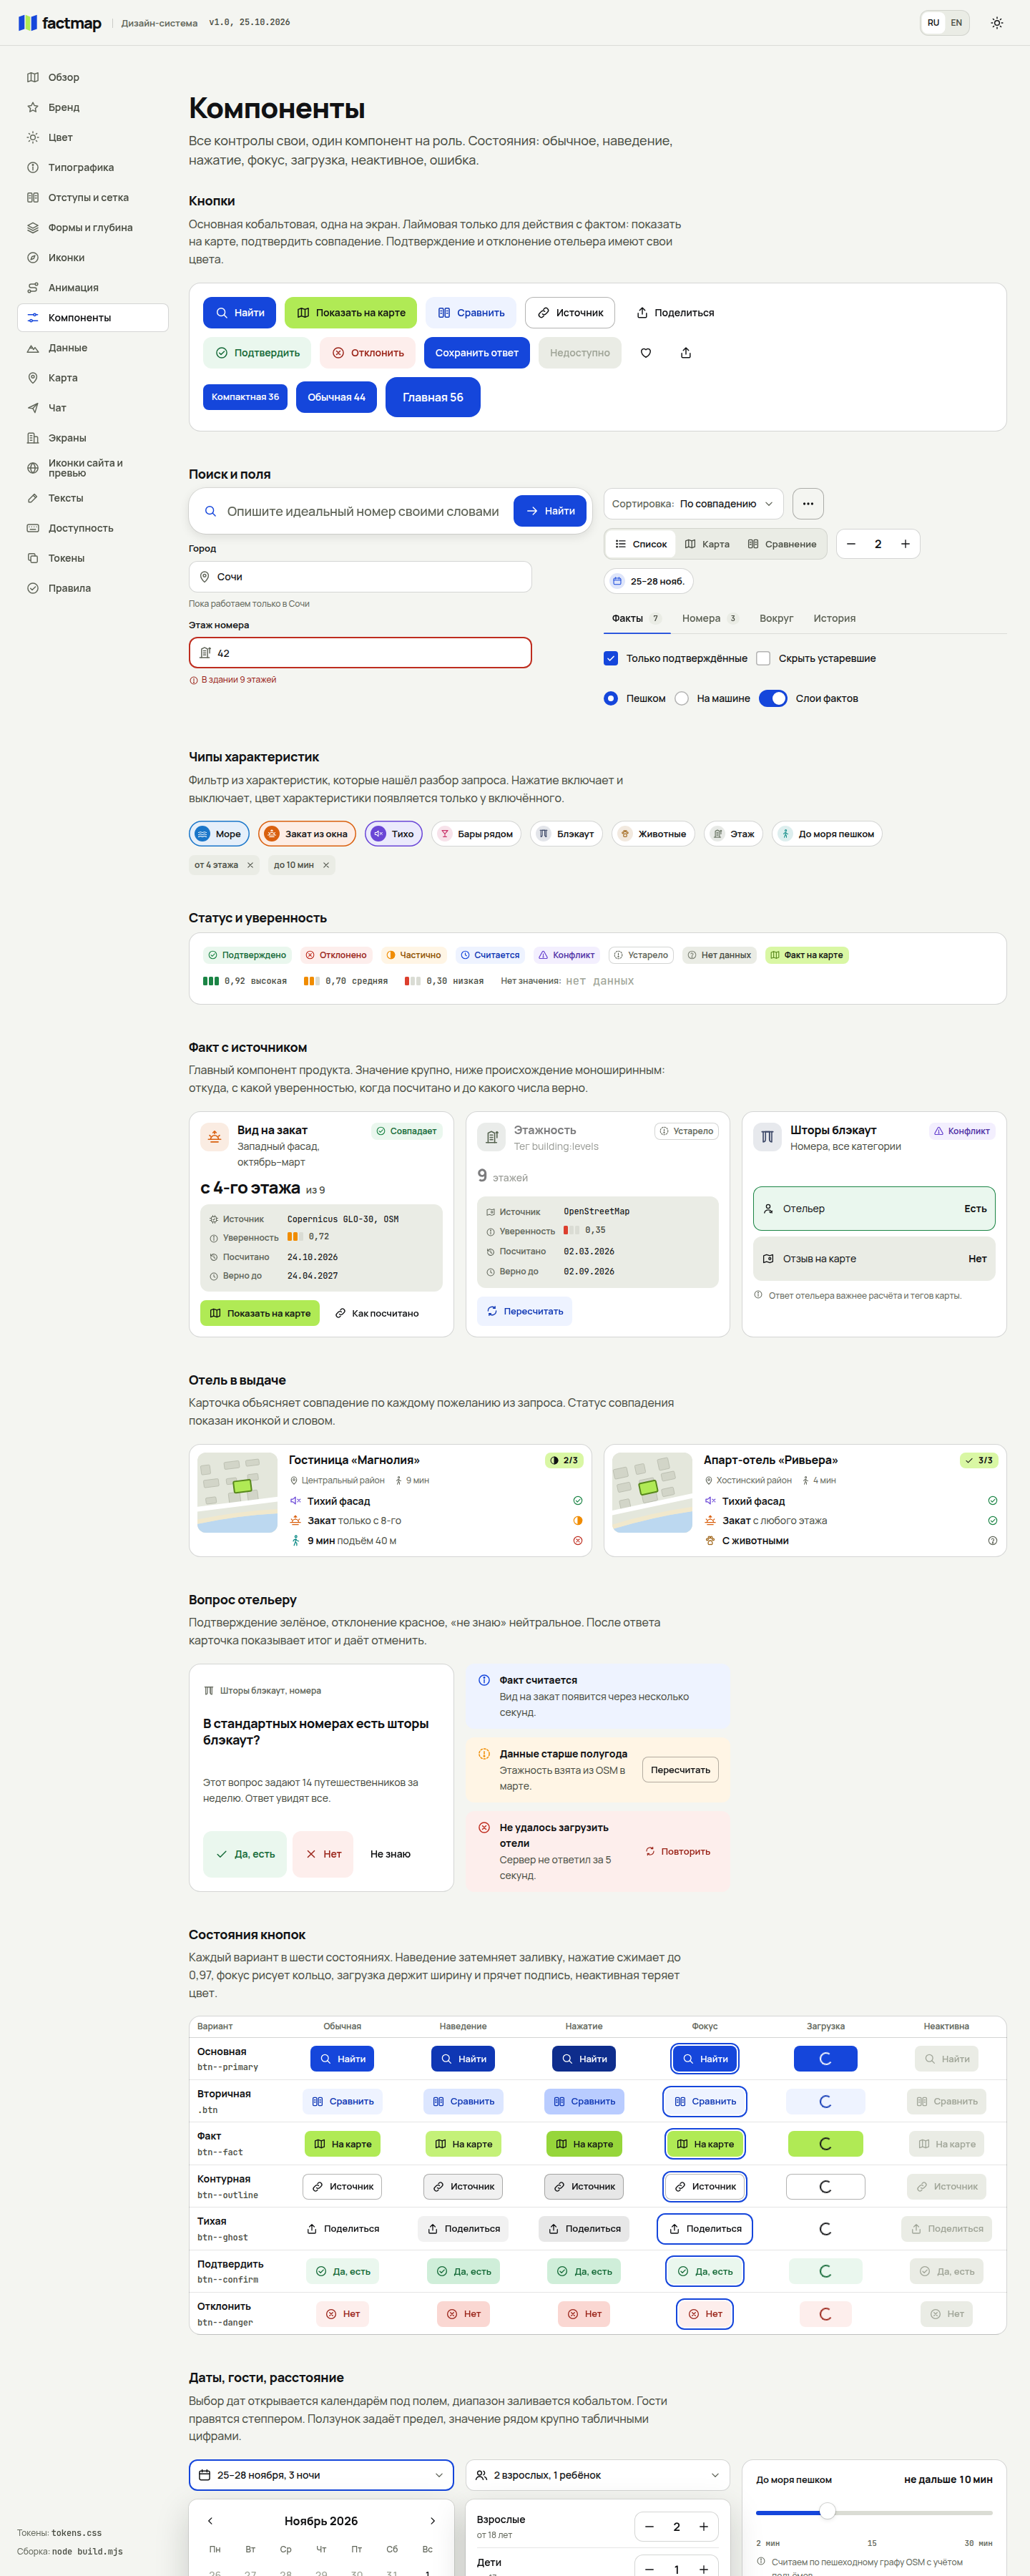 factmap
Дизайн-система
v1.0, 25.10.2026
RU EN
Обзор
Бренд
Цвет
Типографика
Отступы и сетка
Формы и глубина
Иконки
Анимация
Компоненты
Данные
Карта
Чат
Экраны
Иконки сайта и
превью
Тексты
Доступность
Токены
Правила
Токены: tokens.css
Сборка: node build.mjs
Компоненты
Все контролы свои, один компонент на роль. Состояния: обычное, наведение,
нажатие, фокус, загрузка, неактивное, ошибка.
Кнопки
Основная кобальтовая, одна на экран. Лаймовая только для действия с фактом: показать
на карте, подтвердить совпадение. Подтверждение и отклонение отельера имеют свои
цвета.
Найти Показать на карте Сравнить Источник Поделиться
Подтвердить Отклонить Сохранить ответ Недоступно
Компактная 36 Обычная 44 Главная 56
Поиск и поля
Опишите идеальный номер своими словами Найти
Город
Сочи
Пока работаем только в Сочи
Этаж номера
42
В здании 9 этажей
Сортировка: По совпадению
Список Карта Сравнение 2
25–28 нояб.
Факты 7 Номера 3 Вокруг История
Только подтверждённые Скрыть устаревшие
Пешком На машине Слои фактов
Чипы характеристик
Фильтр из характеристик, которые нашёл разбор запроса. Нажатие включает и
выключает, цвет характеристики появляется только у включённого.
Море Закат из окна Тихо Бары рядом Блэкаут Животные Этаж До моря пешком
от 4 этажа до 10 мин
Статус и уверенность
Подтверждено Отклонено Частично Считается Конфликт Устарело Нет данных Факт на карте
0,92 высокая 0,70 средняя 0,30 низкая Нет значения: нет данных
Факт с источником
Главный компонент продукта. Значение крупно, ниже происхождение моноширинным:
откуда, с какой уверенностью, когда посчитано и до какого числа верно.
Вид на закат Совпадает
Западный фасад,
октябрь–март
с 4-го этажа из 9
Источник Copernicus GLO-30, OSM
Уверенность 0,72
Посчитано 24.10.2026
Верно до 24.04.2027
Показать на карте Как посчитано
Этажность Устарело
Тег building:levels
9 этажей
Источник OpenStreetMap
Уверенность 0,35
Посчитано 02.03.2026
Верно до 02.09.2026
Пересчитать
Шторы блэкаут Конфликт
Номера, все категории
Отельер Есть
Отзыв на карте Нет
Ответ отельера важнее расчёта и тегов карты.
Отель в выдаче
Карточка объясняет совпадение по каждому пожеланию из запроса. Статус совпадения
показан иконкой и словом.
Гостиница «Магнолия» 2/3
Центральный район 9 мин
Тихий фасад
Закат только с 8-го
9 мин подъём 40 м
Апарт-отель «Ривьера» 3/3
Хостинский район 4 мин
Тихий фасад
Закат с любого этажа
С животными
Вопрос отельеру
Подтверждение зелёное, отклонение красное, «не знаю» нейтральное. После ответа
карточка показывает итог и даёт отменить.
Шторы блэкаут, номера
В стандартных номерах есть шторы
блэкаут?
Этот вопрос задают 14 путешественников за
неделю. Ответ увидят все.
Да, есть Нет Не знаю
Факт считается
Вид на закат появится через несколько
секунд.
Данные старше полугода
Этажность взята из OSM в
марте.
Пересчитать
Не удалось загрузить
отели
Сервер не ответил за 5
секунд.
Повторить
Состояния кнопок
Каждый вариант в шести состояниях. Наведение затемняет заливку, нажатие сжимает до
0,97, фокус рисует кольцо, загрузка держит ширину и прячет подпись, неактивная теряет
цвет.
Вариант Обычная Наведение Нажатие Фокус Загрузка Неактивна
Основная
btn--primary
Найти Найти Найти Найти Найти
Вторичная
.btn
Сравнить Сравнить Сравнить Сравнить Сравнить
Факт
btn--fact
На карте На карте На карте На карте На карте
Контурная
btn--outline
Источник Источник Источник Источник Источник
Тихая
btn--ghost
Поделиться Поделиться Поделиться Поделиться Поделиться
Подтвердить
btn--confirm
Да, есть Да, есть Да, есть Да, есть Да, есть
Отклонить
btn--danger
Нет Нет Нет Нет Нет
Даты, гости, расстояние
Выбор дат открывается календарём под полем, диапазон заливается кобальтом. Гости
правятся степпером. Ползунок задаёт предел, значение рядом крупно табличными
цифрами.
25–28 ноября, 3 ночи
Ноябрь 2026
Пн Вт Ср Чт Пт Сб Вс
26 27 28 29 30 31 1
2 взрослых, 1 ребёнок
Взрослые
от 18 лет
2
Дети
1
До моря пешком не дальше 10 мин
2 мин 15 30 мин
Считаем по пешеходному графу OSM с учётом